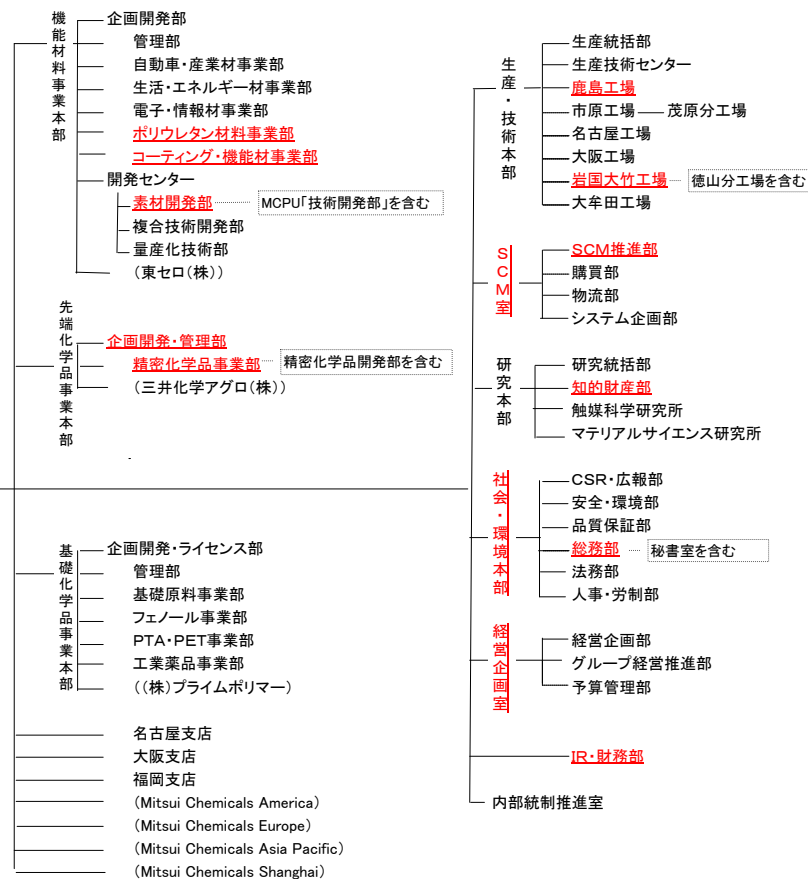 機能材料事業本部
企画開発部
管理部
自動車・産業材事業部
生活・エネルギー材事業部
電子・情報材事業部
ポリウレタン材料事業部
コーティング・機能材事業部
開発センター
素材開発部
MCPU「技術開発部」を含む
複合技術開発部
量産化技術部
(東セロ(株))
先端化学品事業本部
企画開発・管理部
精密化学品事業部
精密化学品開発部を含む
(三井化学アグロ(株))
基礎化学品事業本部
企画開発・ライセンス部
管理部
基礎原料事業部
フェノール事業部
PTA・PET事業部
工業薬品事業部
((株)プライムポリマー)
名古屋支店
大阪支店
福岡支店
(Mitsui Chemicals America)
(Mitsui Chemicals Europe)
(Mitsui Chemicals Asia Pacific)
(Mitsui Chemicals Shanghai)
生産・技術本部
生産統括部
生産技術センター
鹿島工場
市原工場 茂原分工場
名古屋工場
大阪工場
岩国大竹工場
徳山分工場を含む
大牟田工場
SCM室
SCM推進部
購買部
物流部
システム企画部
研究本部
研究統括部
知的財産部
触媒科学研究所
マテリアルサイエンス研究所
社会・環境本部
CSR・広報部
安全・環境部
品質保証部
総務部
秘書室を含む
法務部
人事・労制部
経営企画室
経営企画部
グループ経営推進部
予算管理部
IR・財務部
内部統制推進室